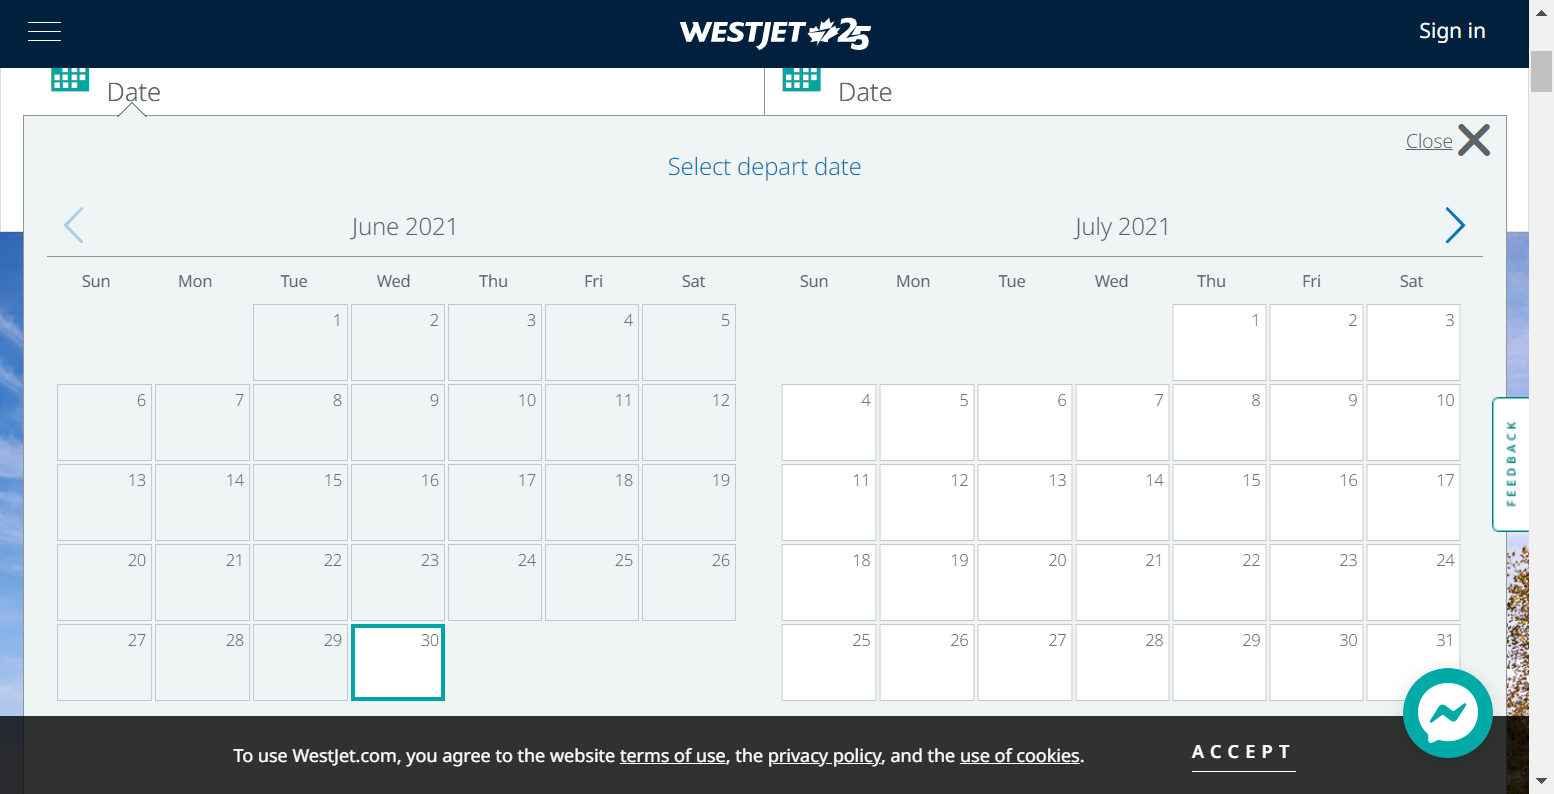 WESTJET 25
Sign in
Date
Date
Close
Select depart date
June 2021
July 2021
Sun Mon Tue Wed Thu Fri Sat
Sun Mon Tue Wed Thu Fri Sat
1 2 3 4 5
6 7 8 9 10 11 12
13 14 15 16 17 18 19
20 21 22 23 24 25 26
27 28 29 30
1 2 3
4 5 6 7 8 9 10
11 12 13 14 15 16 17
18 19 20 21 22 23 24
25 26 27 28 29 30 31
FEEDBACK
To use WestJet.com, you agree to the website terms of use, the privacy policy, and the use of cookies.
ACCEPT